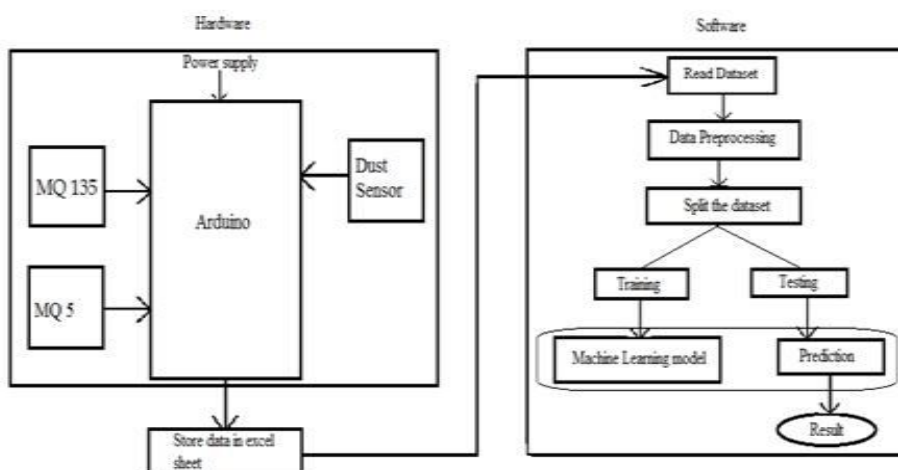 Hardware
Power supply
MQ 135
MQ 5
Arduino
Dust
Sensor
Store data in excel
sheet
Software
Read Dataset
Data Preprocessing
Split the dataset
Training
Testing
Machine Learning model
Prediction
Result